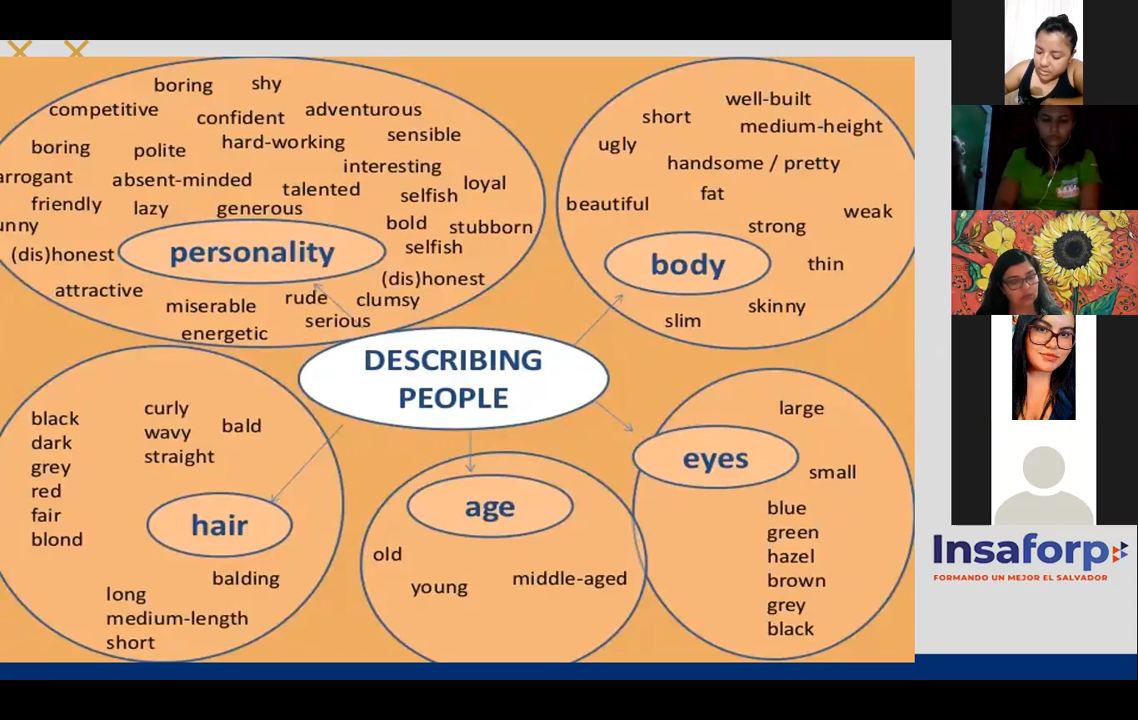 boring shy
competitive confident adventurous
boring polite hard-working sensible
arrogant absent-minded interesting
talented selfish loyal
friendly lazy generous
unny bold stubborn
(dis)honest personality selfish
(dis)honest
attractive miserable rude clumsy
energetic serious
well-built
short medium-height
ugly
handsome / pretty
beautiful fat
weak
strong
body thin
skinny
slim
DESCRIBING
PEOPLE
black
dark
grey
red
fair
blond
curly
wavy
straight
bald
hair
balding
long
medium-length
short
age
old
young
middle-aged
large
eyes
small
blue
green
hazel
brown
grey
black
Insaforp
FORMANDO UN MEJOR EL SALVADOR